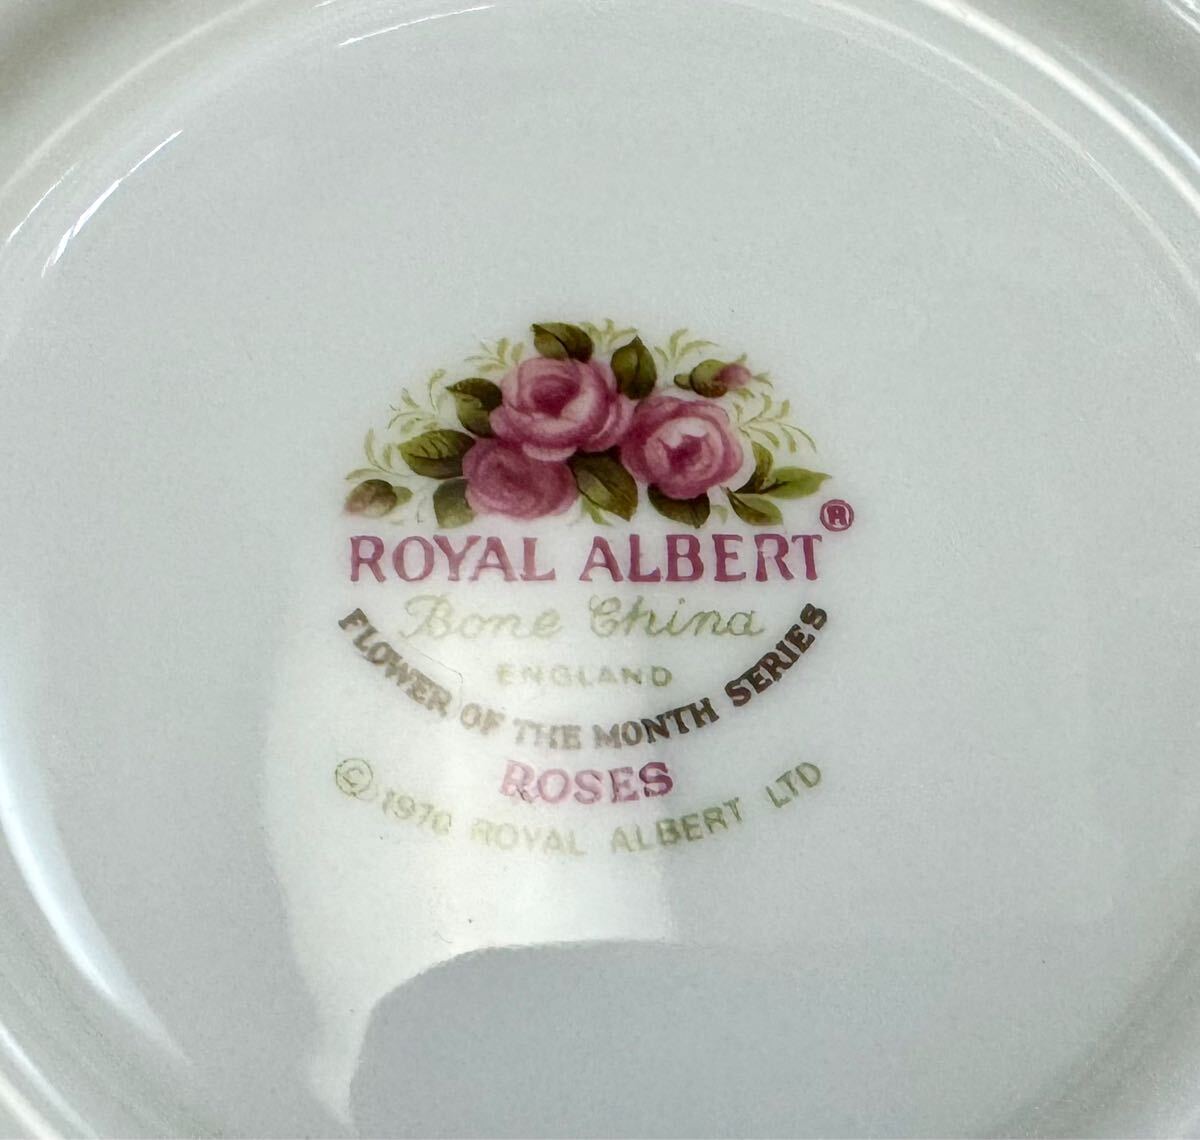 ROYAL ALBERT ®
Bone China
ENGLAND
FLOWER OF THE MONTH SERIES
ROSES
© 1970 ROYAL ALBERT LTD